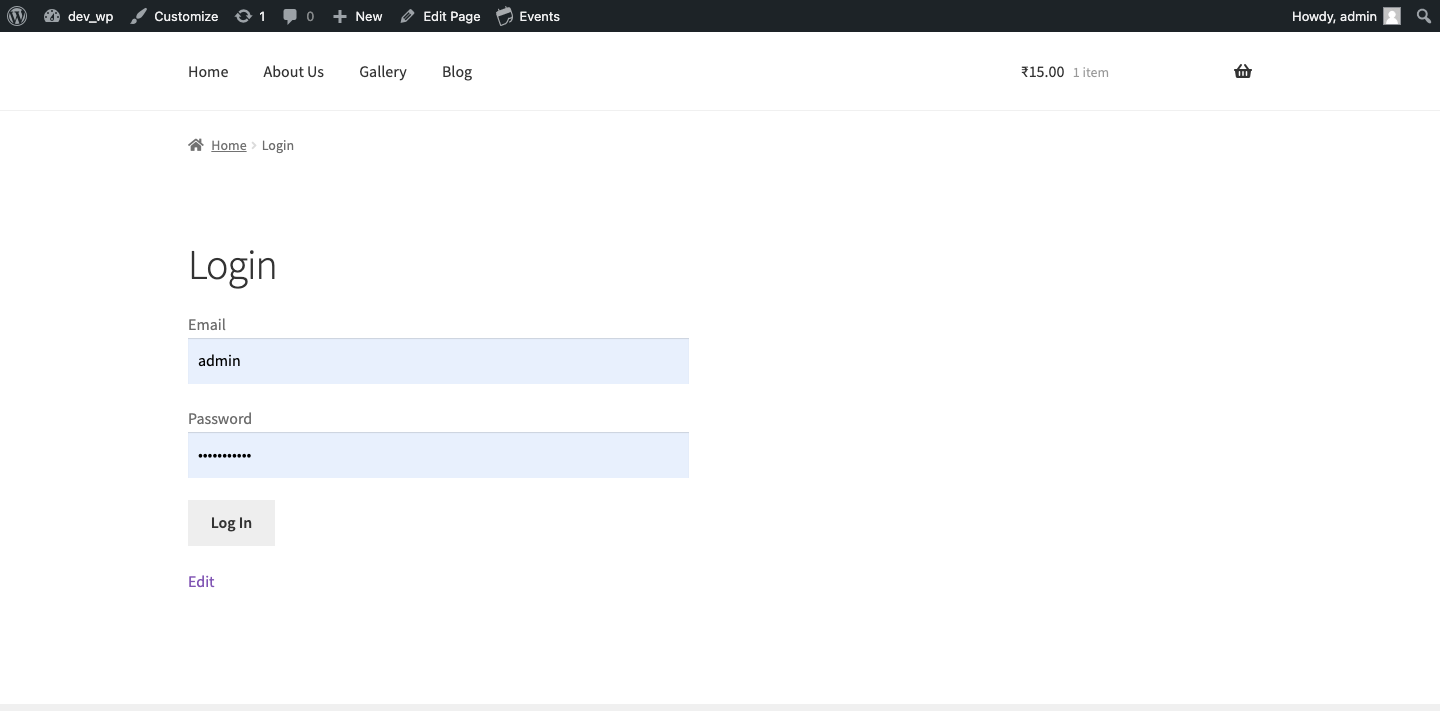 dev_wp Customize 1 0 New Edit Page Events Howdy, admin
Home About Us Gallery Blog ₹15.00 1 item
Home Login
Login
Email
admin
Password
•••••••••••
Log In
Edit